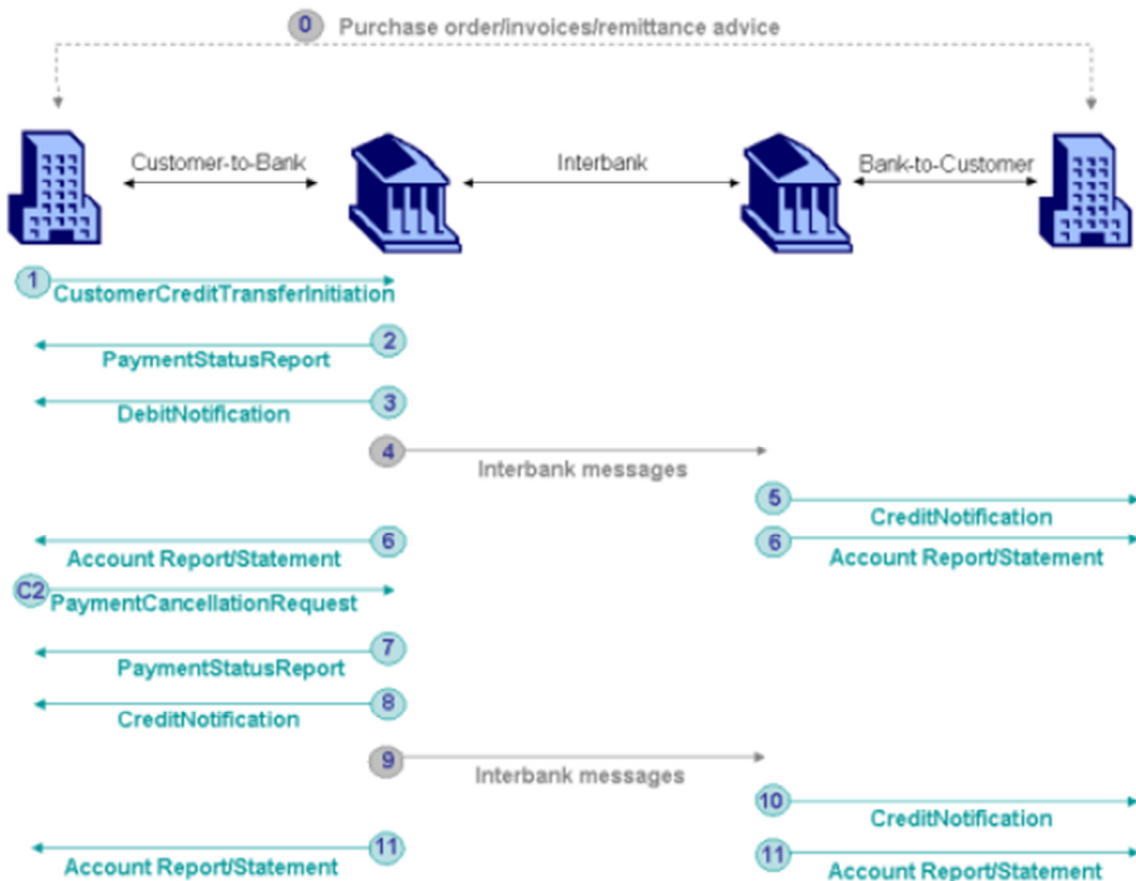 0 Purchase order/invoices/remittance advice
Customer-to-Bank
Interbank
Bank-to-Customer
1 CustomerCreditTransferInitiation
2 PaymentStatusReport
3 DebitNotification
4 Interbank messages
5 CreditNotification
6 Account Report/Statement
6 Account Report/Statement
C2 PaymentCancellationRequest
7 PaymentStatusReport
8 CreditNotification
9 Interbank messages
10 CreditNotification
11 Account Report/Statement
11 Account Report/Statement